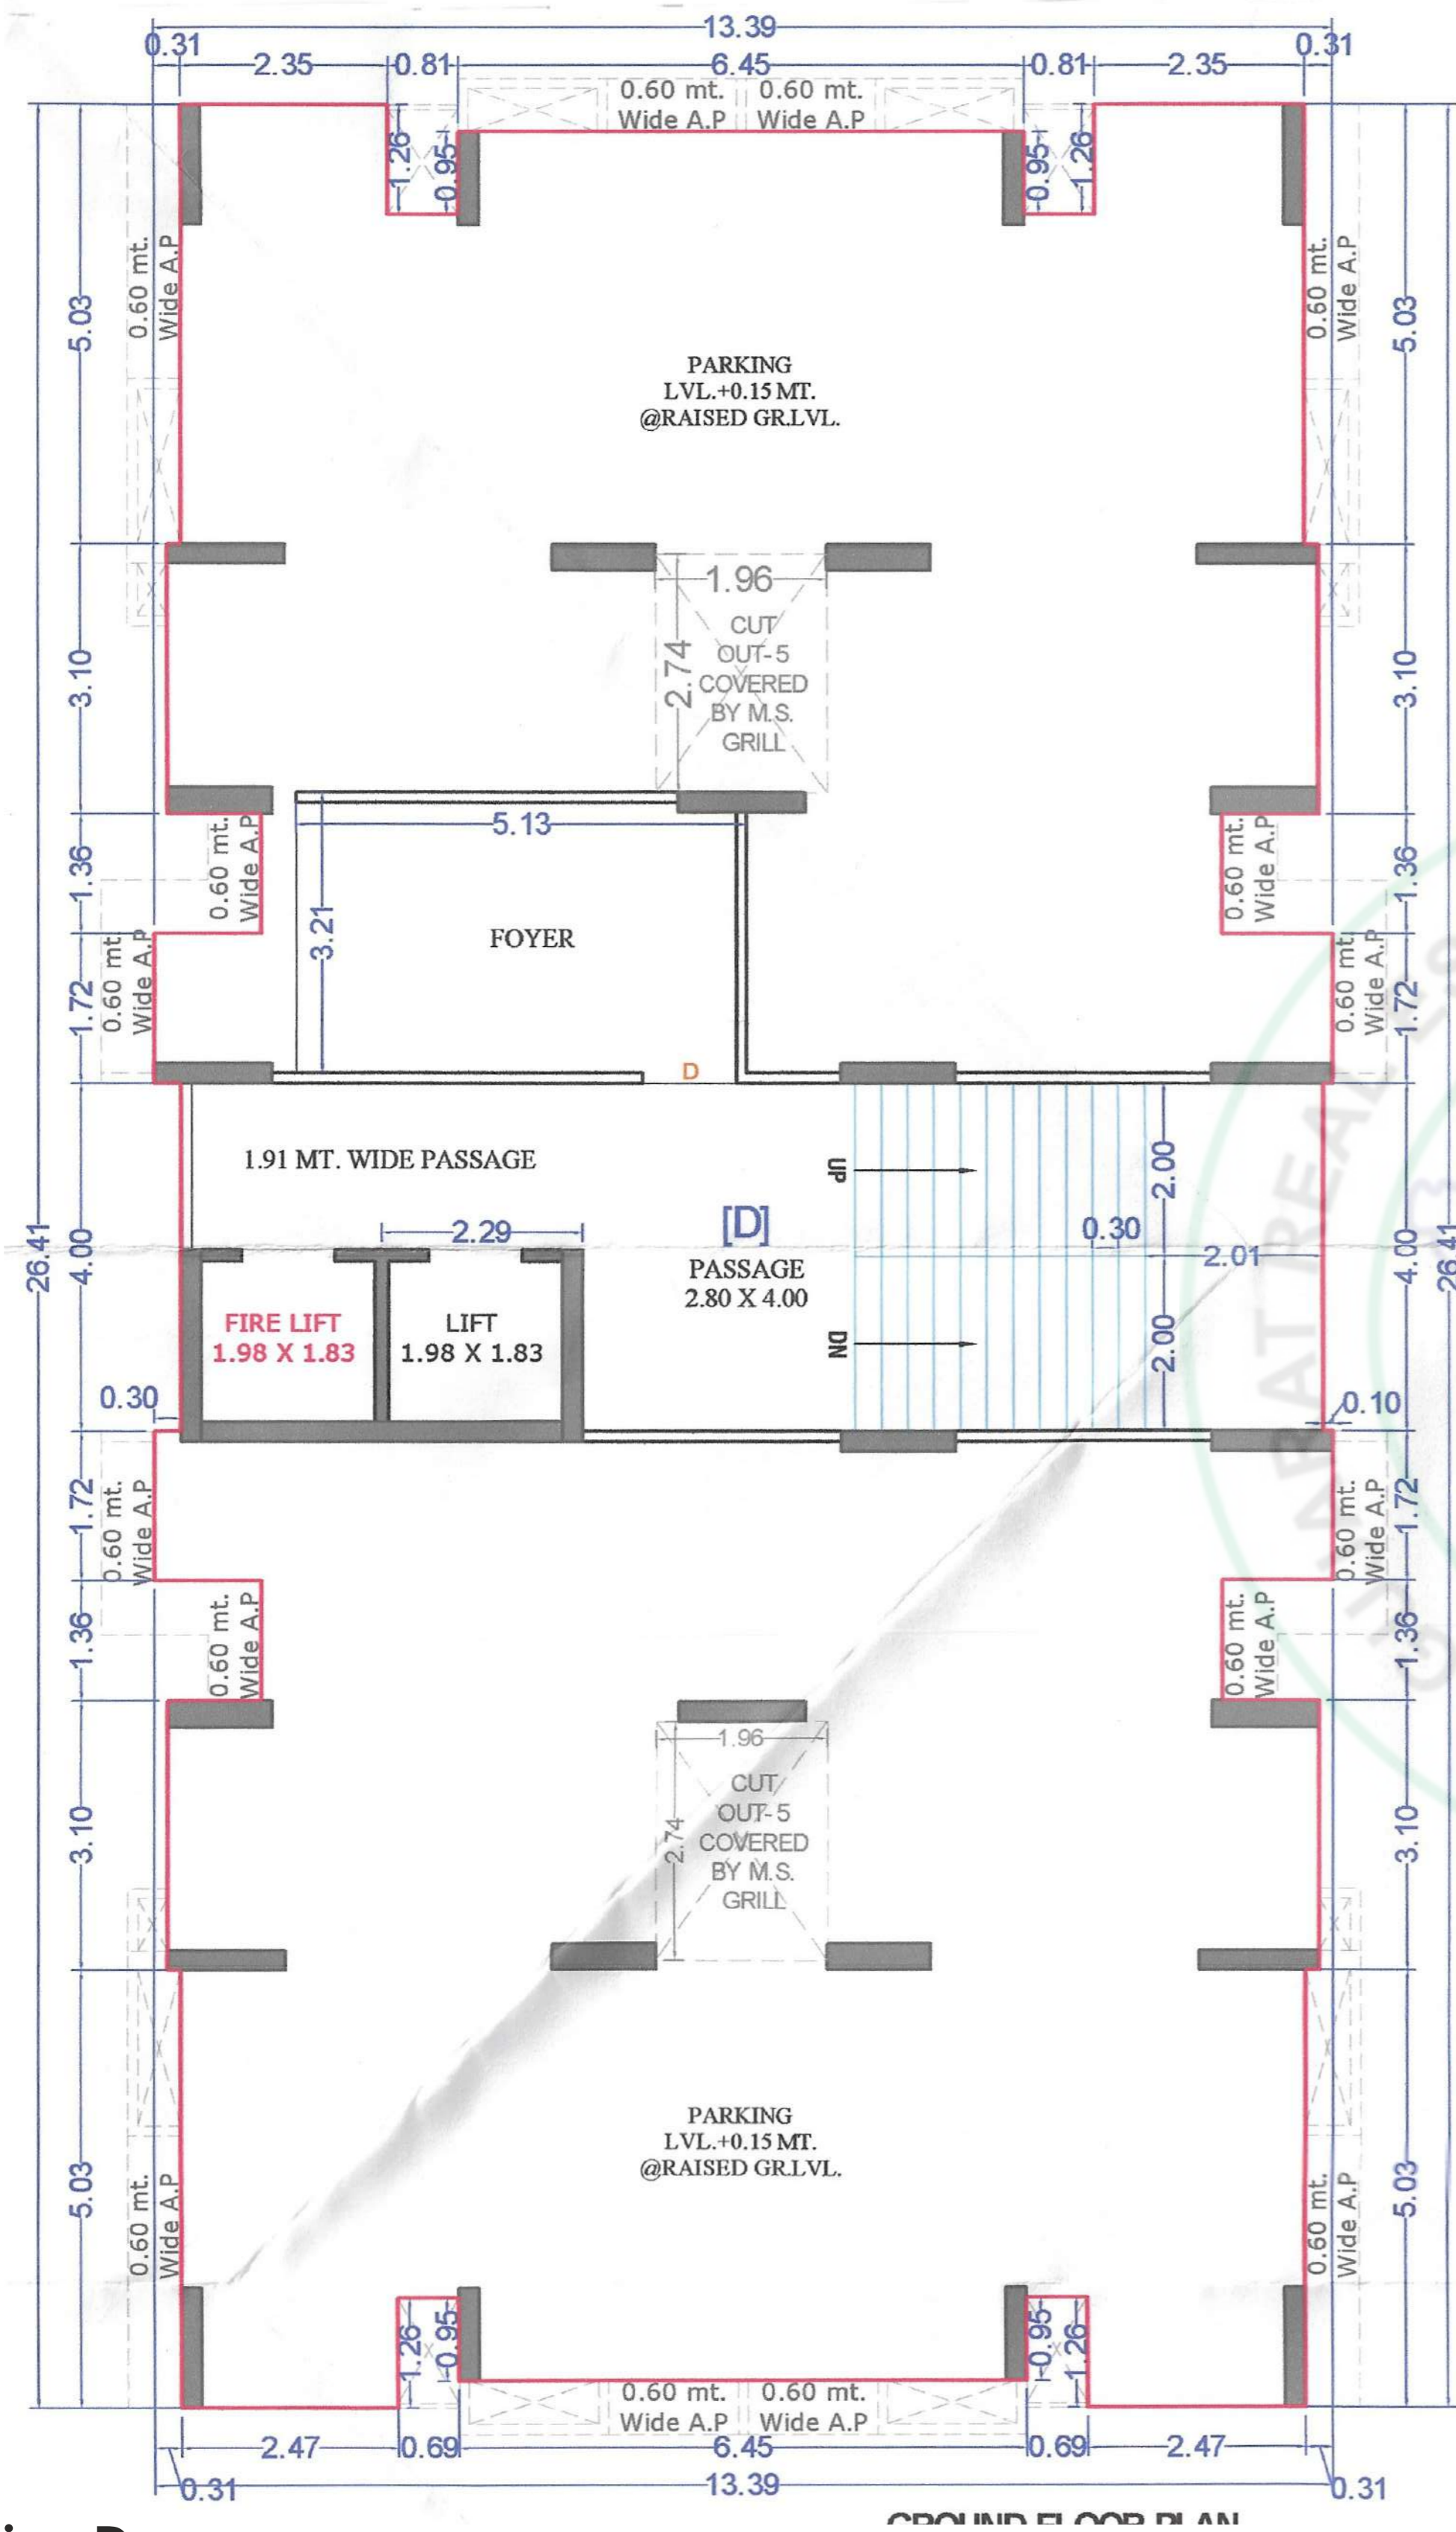 13.39
0.31
2.35
0.81
6.45
0.81
2.35
0.31
0.60 mt.
Wide A.P
0.60 mt.
Wide A.P
1.26
0.95
0.95
1.26
0.60 mt.
Wide A.P
0.60 mt.
Wide A.P
5.03
5.03
PARKING
LVL.+0.15 MT.
@RAISED GR.LVL.
1.96
2.74
CUT
OUT-5
COVERED
BY M.S.
GRILL
3.10
3.10
5.13
0.60 mt.
Wide A.P
0.60 mt.
Wide A.P
1.36
1.36
3.21
FOYER
0.60 mt.
Wide A.P
0.60 mt.
Wide A.P
1.72
1.72
D
1.91 MT. WIDE PASSAGE
UP
2.00
2.29
[D]
0.30
2.01
26.41
4.00
4.00
26.41
PASSAGE
2.80 X 4.00
FIRE LIFT
1.98 X 1.83
LIFT
1.98 X 1.83
DN
2.00
0.30
0.10
0.60 mt.
Wide A.P
0.60 mt.
Wide A.P
1.72
1.72
0.60 mt.
Wide A.P
0.60 mt.
Wide A.P
1.36
1.36
1.96
2.74
CUT
OUT-5
COVERED
BY M.S.
GRILL
3.10
3.10
PARKING
LVL.+0.15 MT.
@RAISED GR.LVL.
5.03
5.03
0.60 mt.
Wide A.P
0.60 mt.
Wide A.P
1.26
0.95
0.95
1.26
0.60 mt.
Wide A.P
0.60 mt.
Wide A.P
2.47
0.69
6.45
0.69
2.47
0.31
13.39
0.31
GROUND FLOOR PLAN